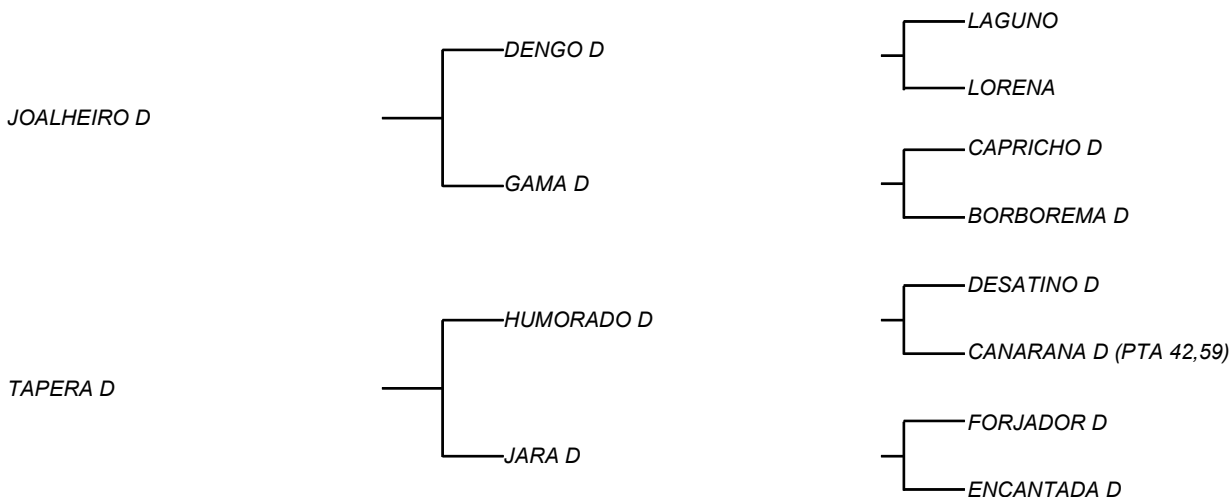 LAGUNO
DENGO D
LORENA
JOALHEIRO D
CAPRICHO D
GAMA D
BORBOREMA D
DESATINO D
HUMORADO D
CANARANA D (PTA 42,59)
TAPERA D
FORJADOR D
JARA D
ENCANTADA D